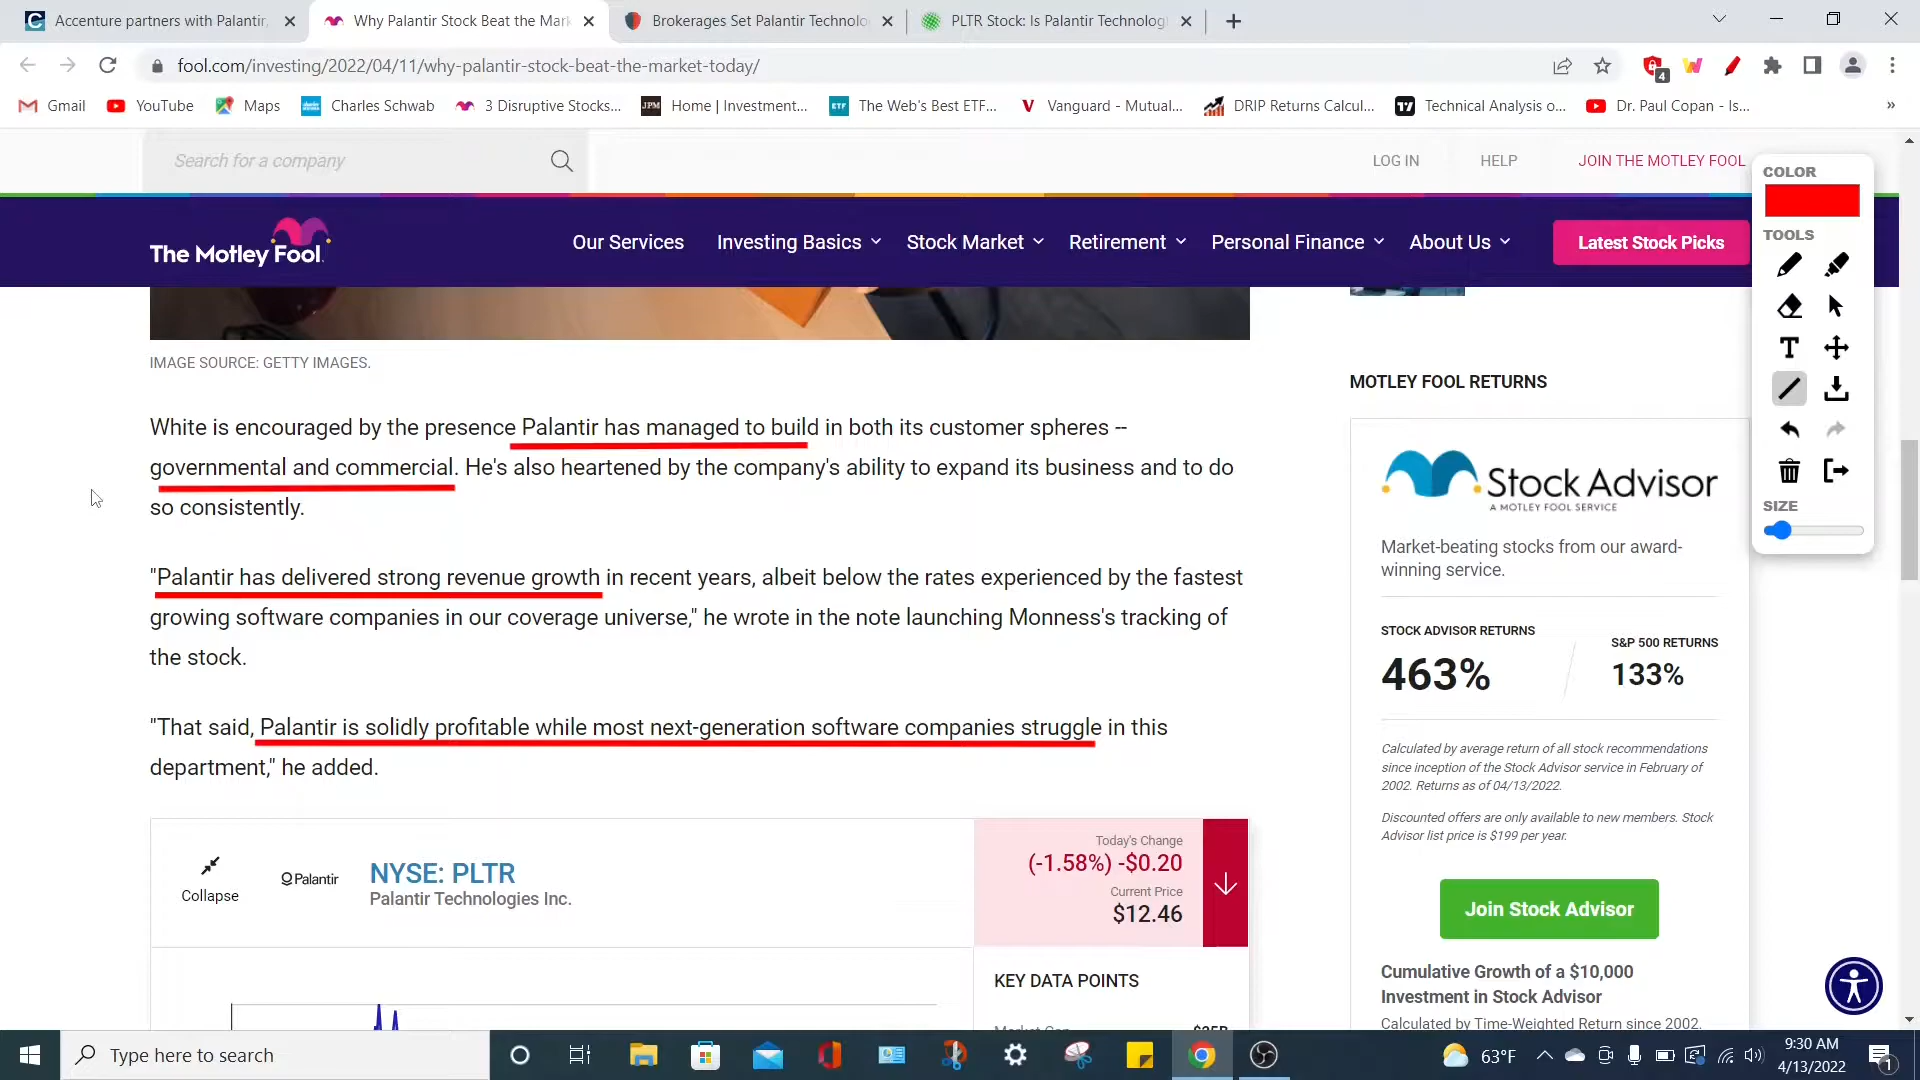 Accenture partners with Palantir,
Why Palantir Stock Beat the Mar
Brokerages Set Palantir Technolo
PLTR Stock: Is Palantir Technolog
fool.com/investing/2022/04/11/why-palantir-stock-beat-the-market-today/
4
Gmail
YouTube
Maps
Charles Schwab
3 Disruptive Stocks...
JPM
Home | Investment...
ETF
The Web's Best ETF...
V
Vanguard - Mutual...
DRIP Returns Calcul...
Technical Analysis o...
Dr. Paul Copan - Is...
»
Search for a company
LOG IN
HELP
JOIN THE MOTLEY FOOL
The Motley Fool
Our Services
Investing Basics
Stock Market
Retirement
Personal Finance
About Us
Latest Stock Picks
COLOR
TOOLS
T
SIZE
IMAGE SOURCE: GETTY IMAGES.
White is encouraged by the presence Palantir has managed to build in both its customer spheres --
governmental and commercial. He's also heartened by the company's ability to expand its business and to do
so consistently.
"Palantir has delivered strong revenue growth in recent years, albeit below the rates experienced by the fastest
growing software companies in our coverage universe," he wrote in the note launching Monness's tracking of
the stock.
"That said, Palantir is solidly profitable while most next-generation software companies struggle in this
department," he added.
Collapse
Palantir
NYSE: PLTR
Palantir Technologies Inc.
Today's Change
(-1.58%) -$0.20
Current Price
$12.46
KEY DATA POINTS
MOTLEY FOOL RETURNS
Stock Advisor
A MOTLEY FOOL SERVICE
Market-beating stocks from our award-
winning service.
STOCK ADVISOR RETURNS
463%
S&P 500 RETURNS
133%
Calculated by average return of all stock recommendations
since inception of the Stock Advisor service in February of
2002. Returns as of 04/13/2022.
Discounted offers are only available to new members. Stock
Advisor list price is $199 per year.
Join Stock Advisor
Cumulative Growth of a $10,000
Investment in Stock Advisor
Calculated by Time-Weighted Return since 2002.
Type here to search
63°F
9:30 AM
4/13/2022
1